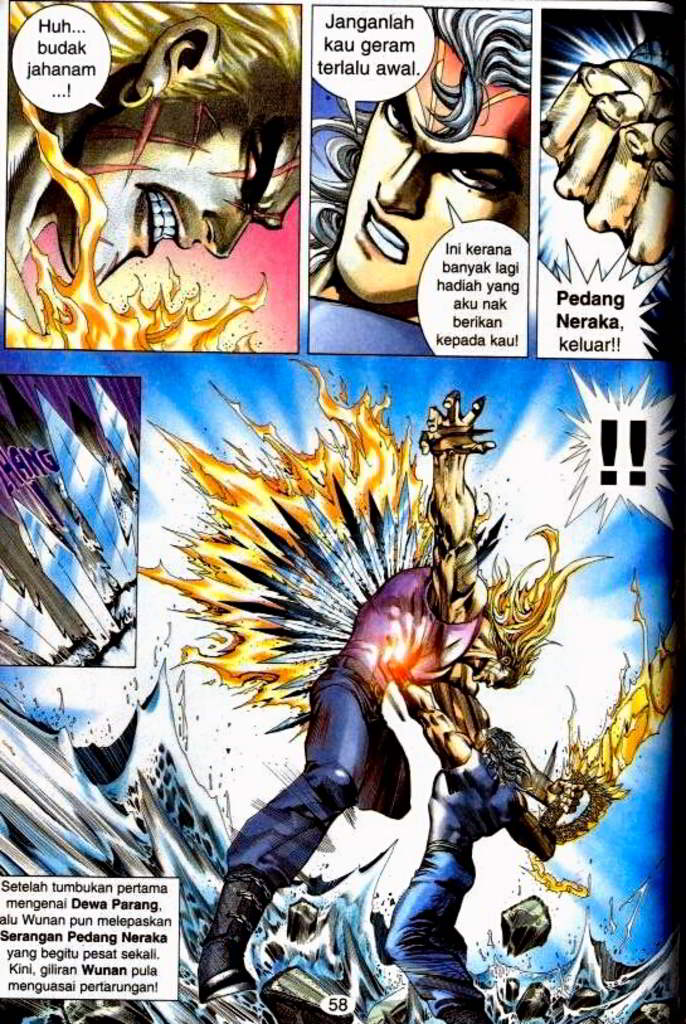 Huh...
budak
jahanam
...!
Janganlah
kau geram
terlalu awal.
Ini kerana
banyak lagi
hadiah yang
aku nak
berikan
kepada kau!
Pedang
Neraka,
keluar!!
!!
HANG
Setelah tumbukan pertama
mengenai Dewa Parang,
alu Wunan pun melepaskan
Serangan Pedang Neraka
yang begitu pesat sekali.
Kini, giliran Wunan pula
menguasai pertarungan!
58